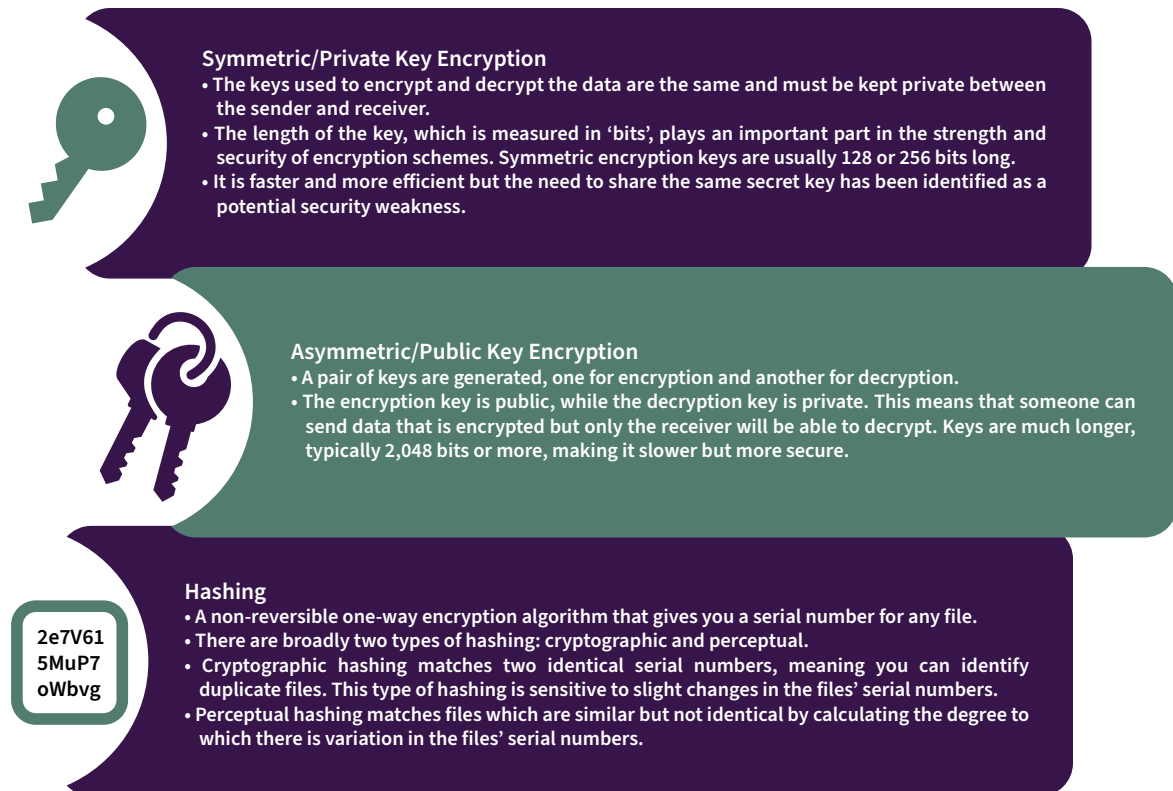 Symmetric/Private Key Encryption
• The keys used to encrypt and decrypt the data are the same and must be kept private between
the sender and receiver.
• The length of the key, which is measured in ‘bits’, plays an important part in the strength and
security of encryption schemes. Symmetric encryption keys are usually 128 or 256 bits long.
• It is faster and more efficient but the need to share the same secret key has been identified as a
potential security weakness.
Asymmetric/Public Key Encryption
• A pair of keys are generated, one for encryption and another for decryption.
• The encryption key is public, while the decryption key is private. This means that someone can
send data that is encrypted but only the receiver will be able to decrypt. Keys are much longer,
typically 2,048 bits or more, making it slower but more secure.
2e7V61
5MuP7
oWbvg
Hashing
• A non-reversible one-way encryption algorithm that gives you a serial number for any file.
• There are broadly two types of hashing: cryptographic and perceptual.
• Cryptographic hashing matches two identical serial numbers, meaning you can identify
duplicate files. This type of hashing is sensitive to slight changes in the files’ serial numbers.
• Perceptual hashing matches files which are similar but not identical by calculating the degree to
which there is variation in the files’ serial numbers.